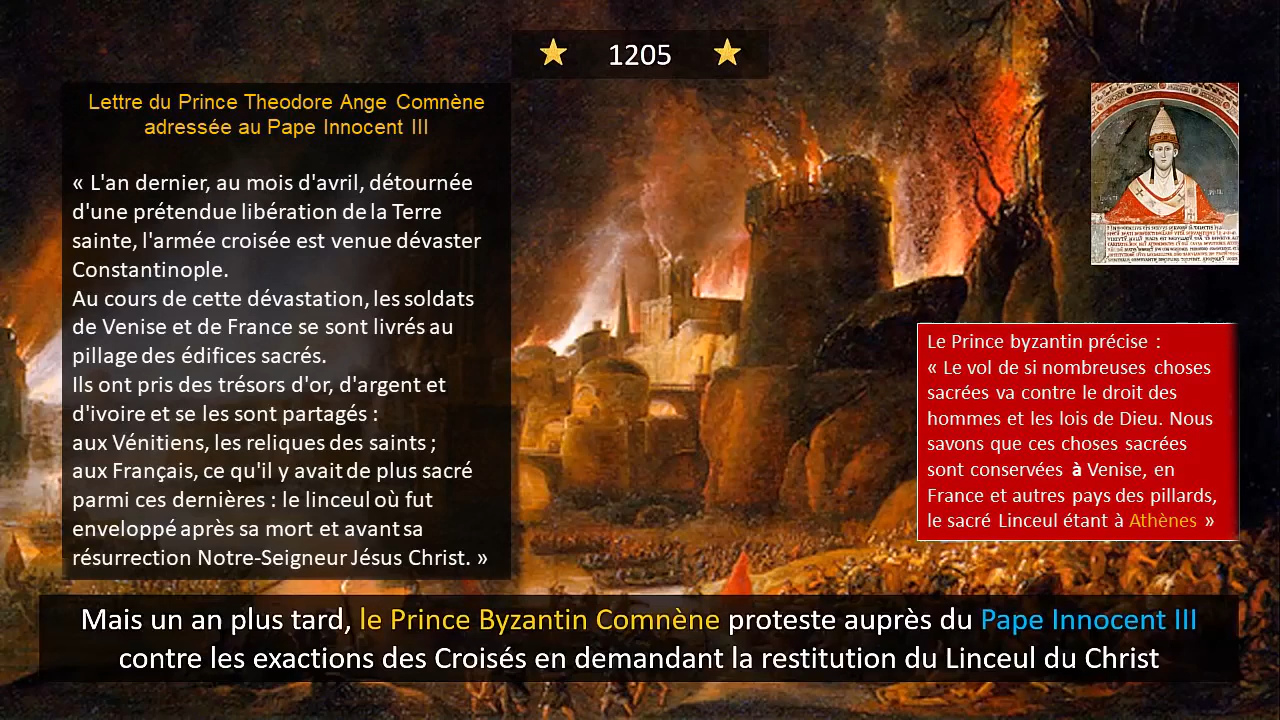 1205
Lettre du Prince Theodore Ange Comnène
adressée au Pape Innocent III
« L'an dernier, au mois d'avril, détournée
d'une prétendue libération de la Terre
sainte, l'armée croisée est venue dévaster
Constantinople.
Au cours de cette dévastation, les soldats
de Venise et de France se sont livrés au
pillage des édifices sacrés.
Ils ont pris des trésors d'or, d'argent et
d'ivoire et se les sont partagés :
aux Vénitiens, les reliques des saints ;
aux Français, ce qu'il y avait de plus sacré
parmi ces dernières : le linceul où fut
enveloppé après sa mort et avant sa
résurrection Notre-Seigneur Jésus Christ. »
Le Prince byzantin précise :
« Le vol de si nombreuses choses
sacrées va contre le droit des
hommes et les lois de Dieu. Nous
savons que ces choses sacrées
sont conservées à Venise, en
France et autres pays des pillards,
le sacré Linceul étant à Athènes »
Mais un an plus tard, le Prince Byzantin Comnène proteste auprès du Pape Innocent III
contre les exactions des Croisés en demandant la restitution du Linceul du Christ